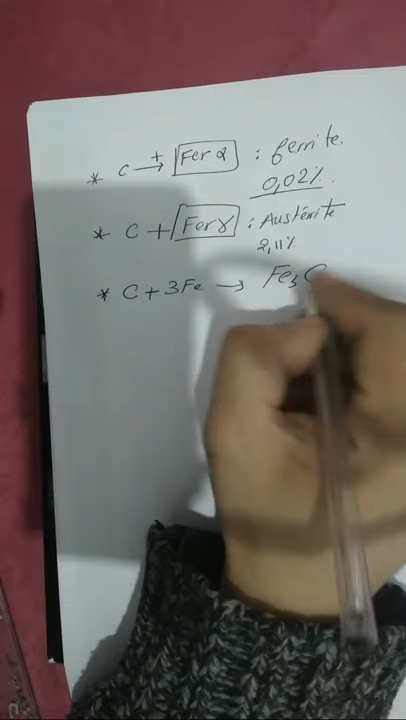 * C + → Fer α : ferrite.
0,02%
* C + Fer γ : Austénite
2,11%
* C + 3Fe → Fe₃C